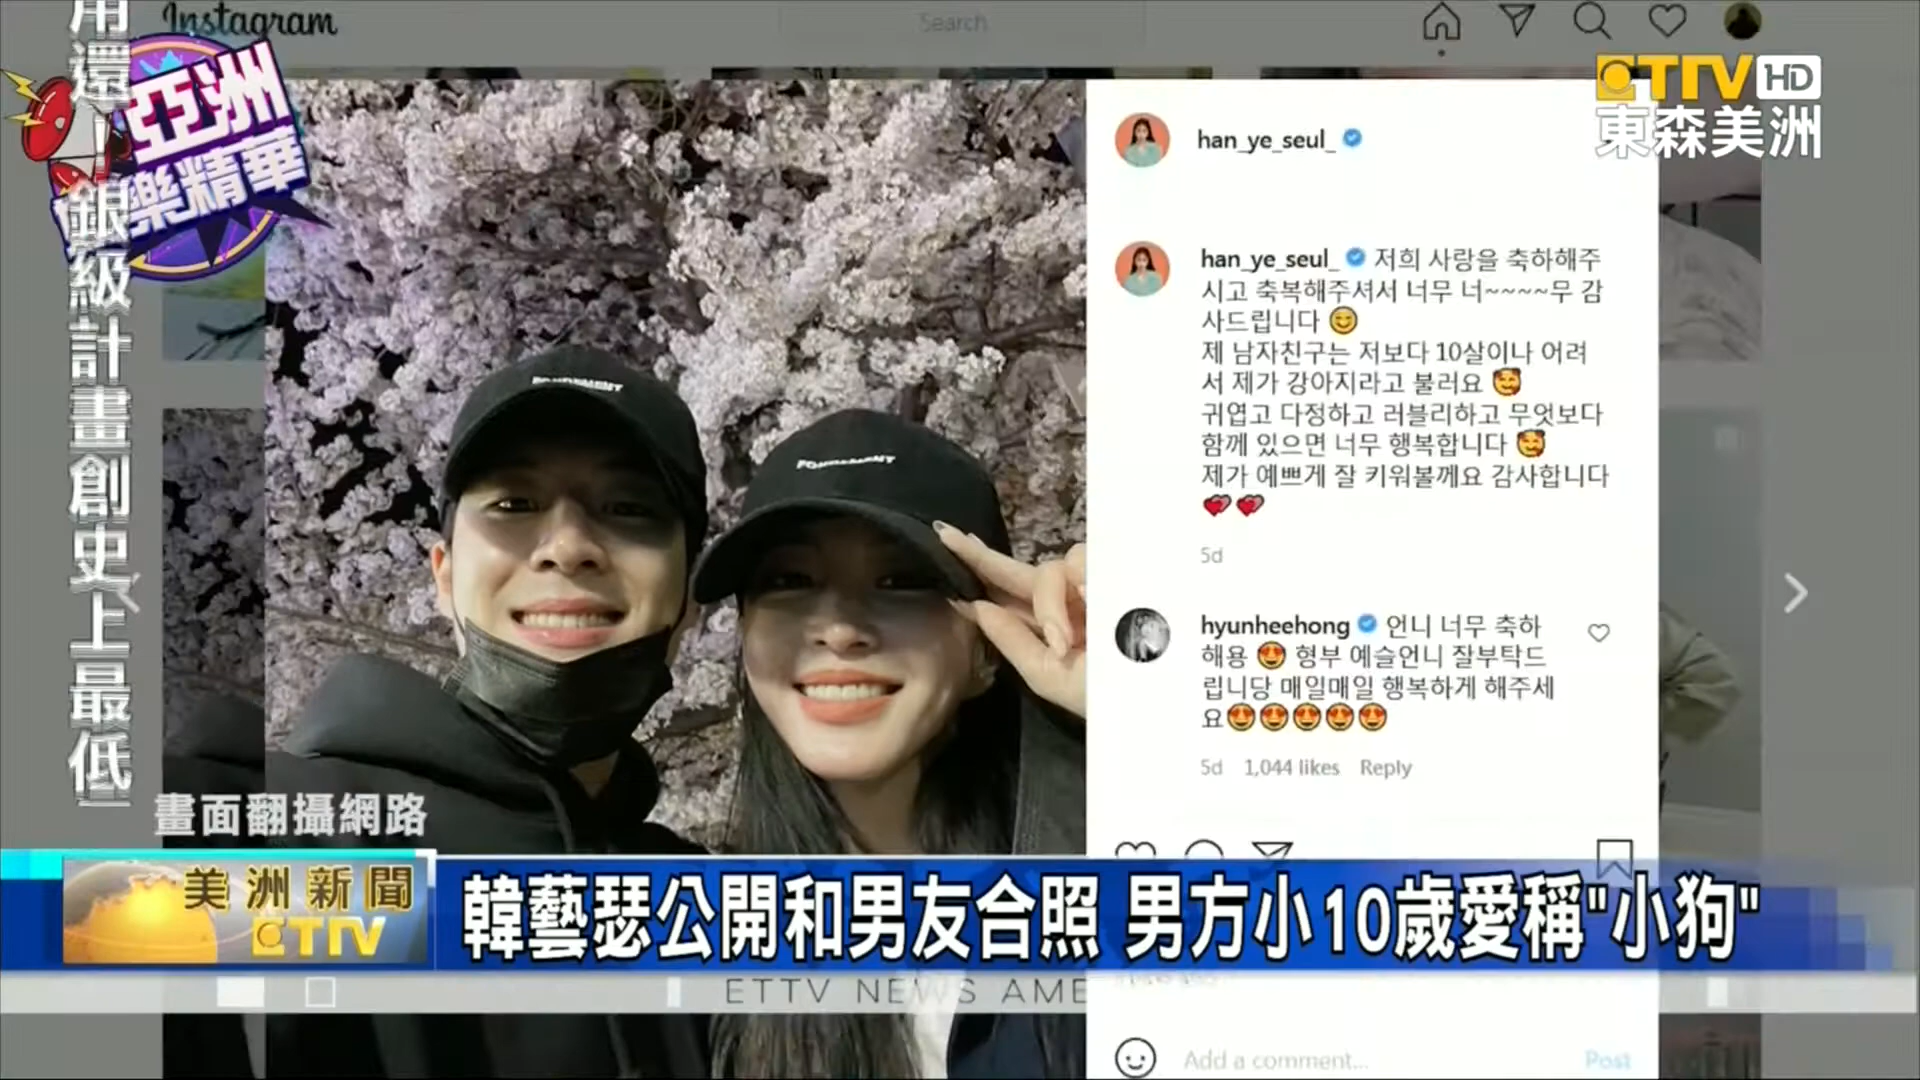 Instagram
Search
ETTV HD
東森美洲
亞洲
樂精華
用還!銀級計畫創史上最低
han_ye_seul_
han_ye_seul_ 저희 사랑을 축하해주
시고 축복해주셔서 너무 너~~~~무 감
사드립니다 😊
제 남자친구는 저보다 10살이나 어려
서 제가 강아지라고 불러요 🥰
귀엽고 다정하고 러블리하고 무엇보다
함께 있으면 너무 행복합니다 🥰
제가 예쁘게 잘 키워볼께요 감사합니다
💞💞
5d
hyunheehong 언니 너무 축하
해용 😍 형부 예슬언니 잘부탁드
립니당 매일매일 행복하게 해주세
요😍😍😍😍😍
5d 1,044 likes Reply
畫面翻攝網路
美洲新聞
ETTV
韓藝瑟公開和男友合照 男方小10歲愛稱"小狗"
ETTV NEWS AME
Add a comment... Post